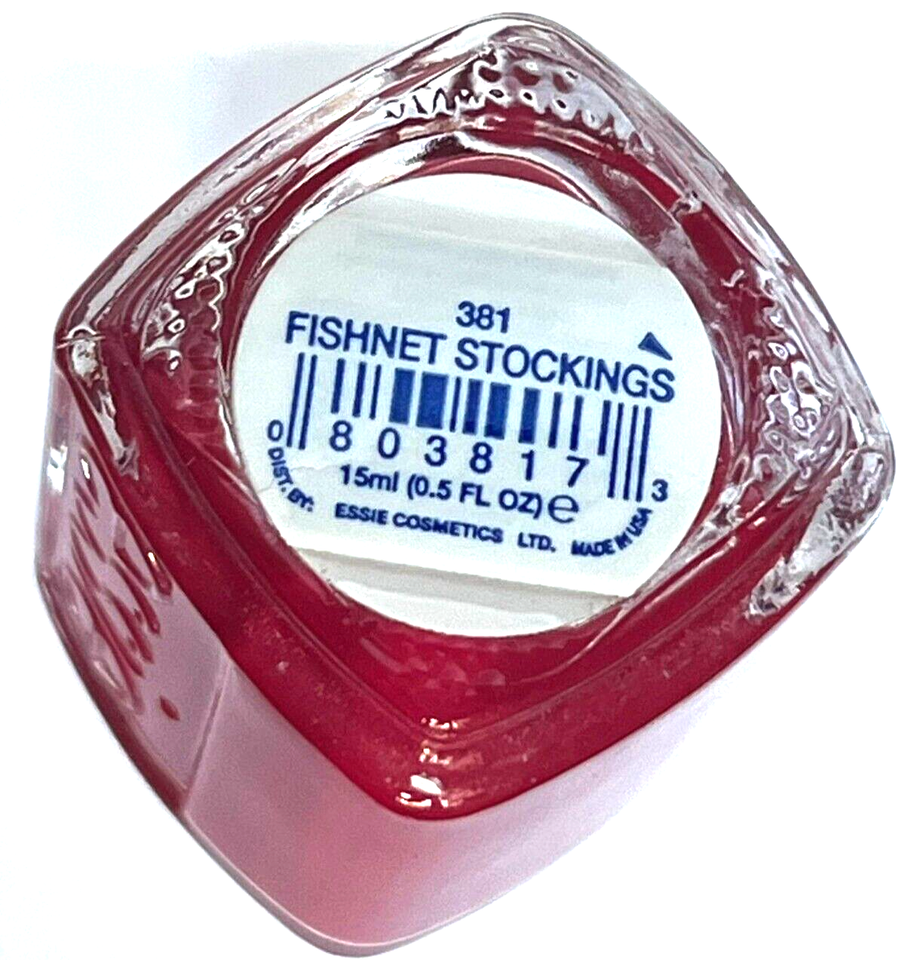 381
FISHNET STOCKINGS
0 803817 3
15ml (0.5 FL OZ) ℮
DIST. BY: ESSIE COSMETICS LTD. MADE IN USA